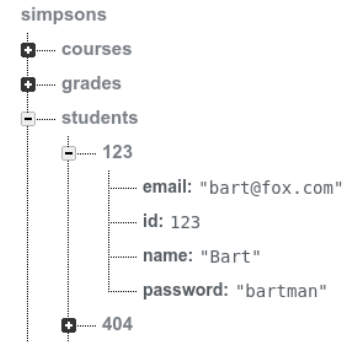 simpsons
courses
grades
students
123
email: "bart@fox.com"
id: 123
name: "Bart"
password: "bartman"
404